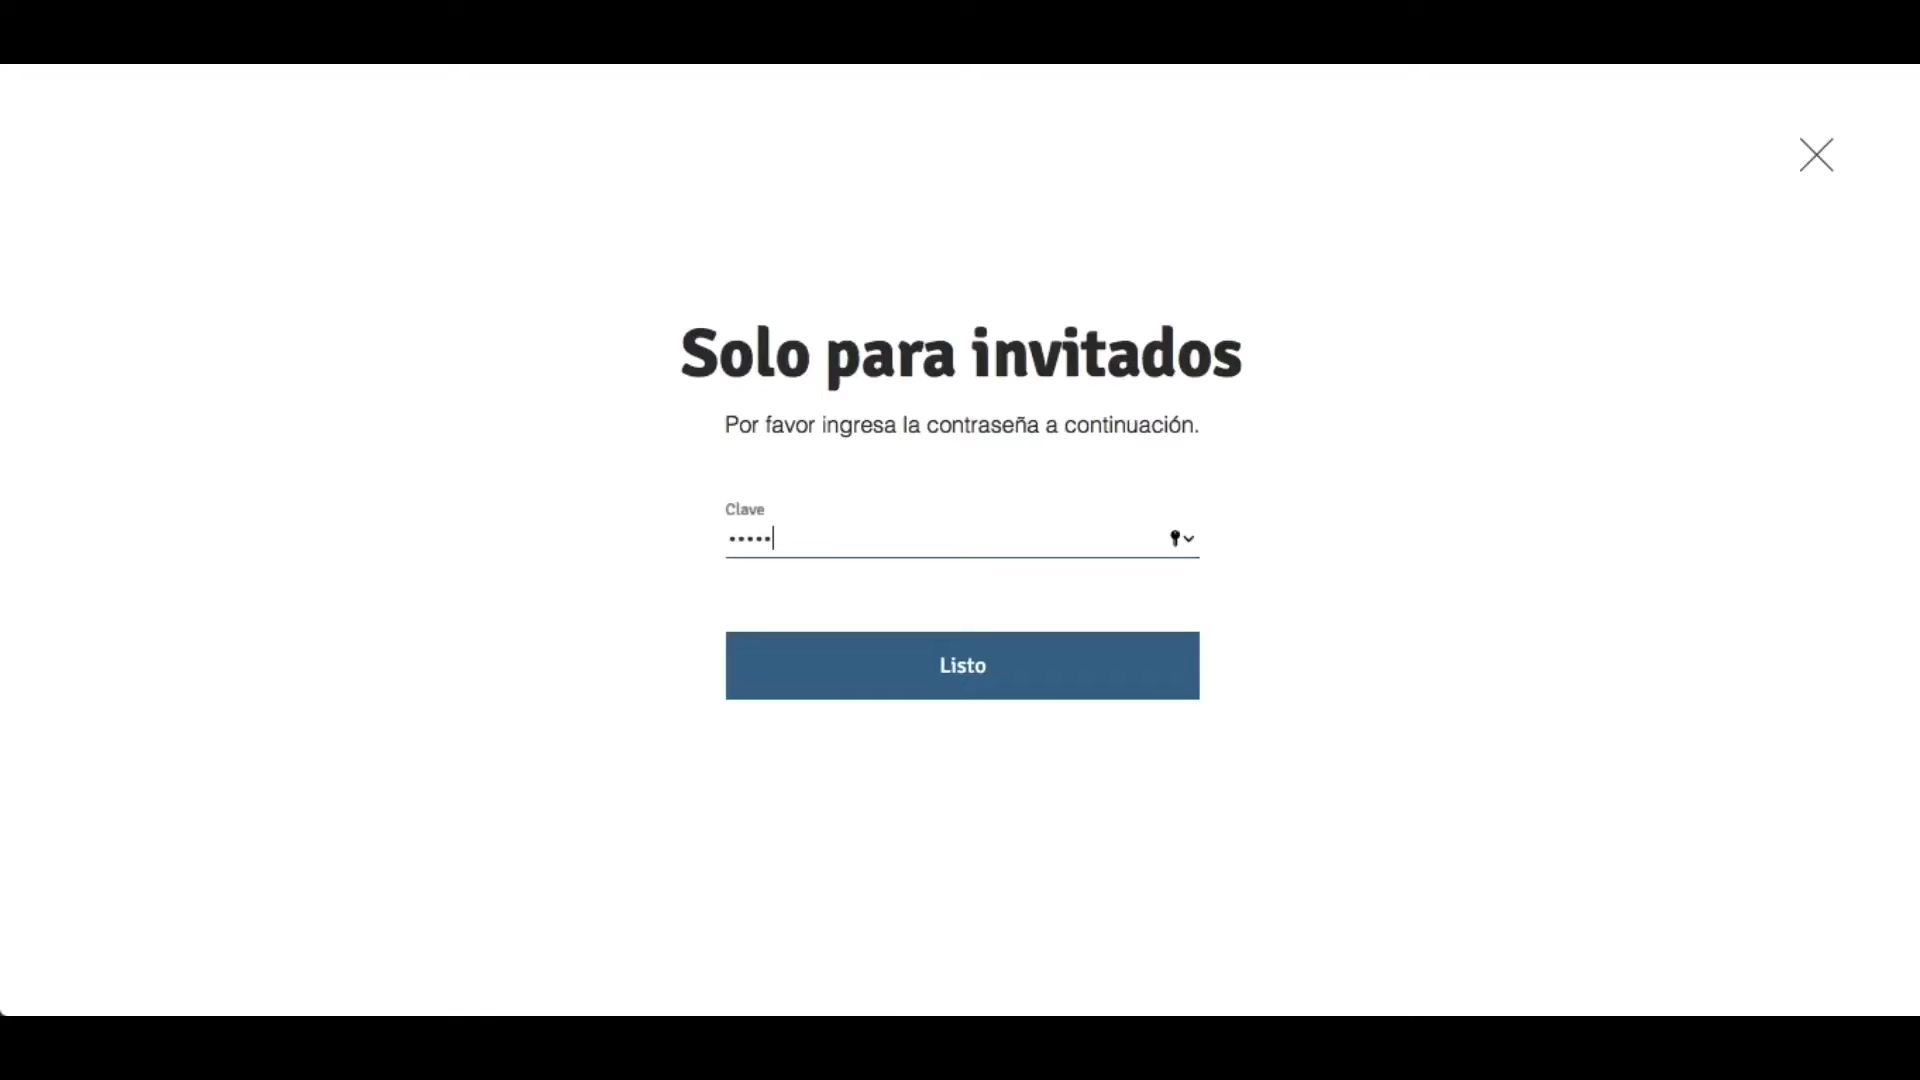 Solo para invitados
Por favor ingresa la contraseña a continuación.
Clave
•••••
Listo